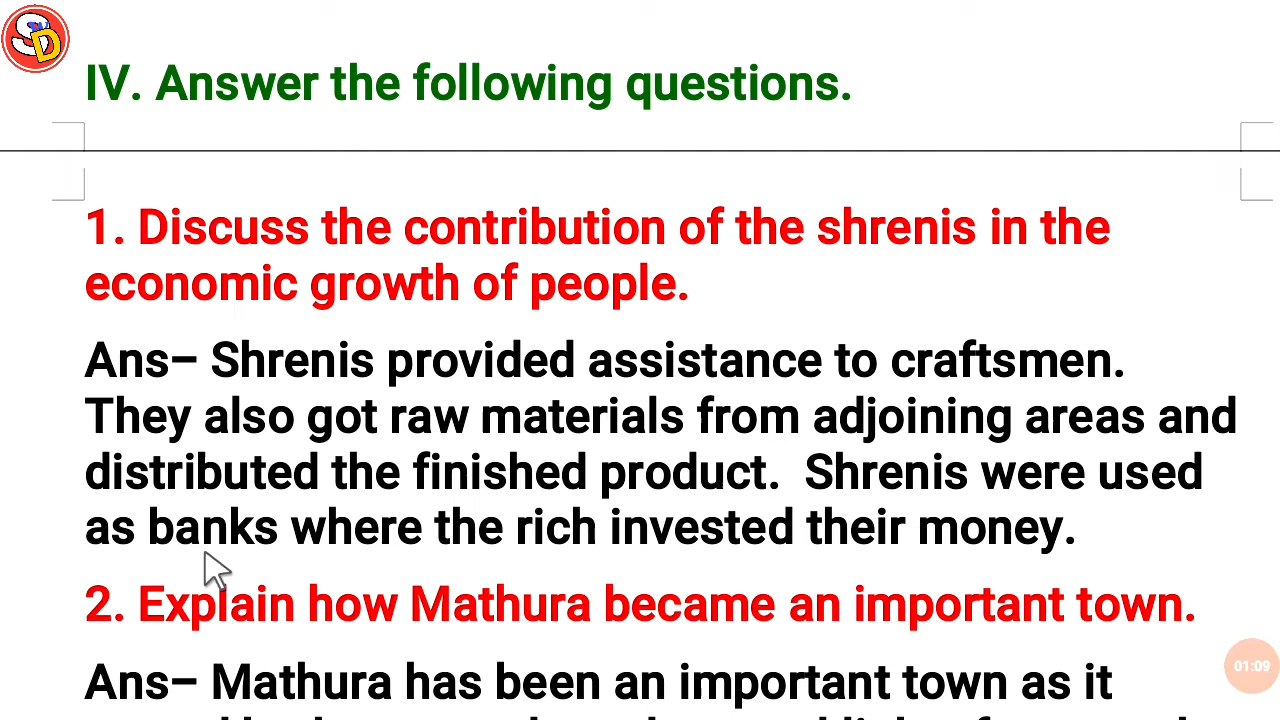 SD
IV. Answer the following questions.
1. Discuss the contribution of the shrenis in the
economic growth of people.
Ans– Shrenis provided assistance to craftsmen.
They also got raw materials from adjoining areas and
distributed the finished product. Shrenis were used
as banks where the rich invested their money.
2. Explain how Mathura became an important town.
Ans– Mathura has been an important town as it
01:09